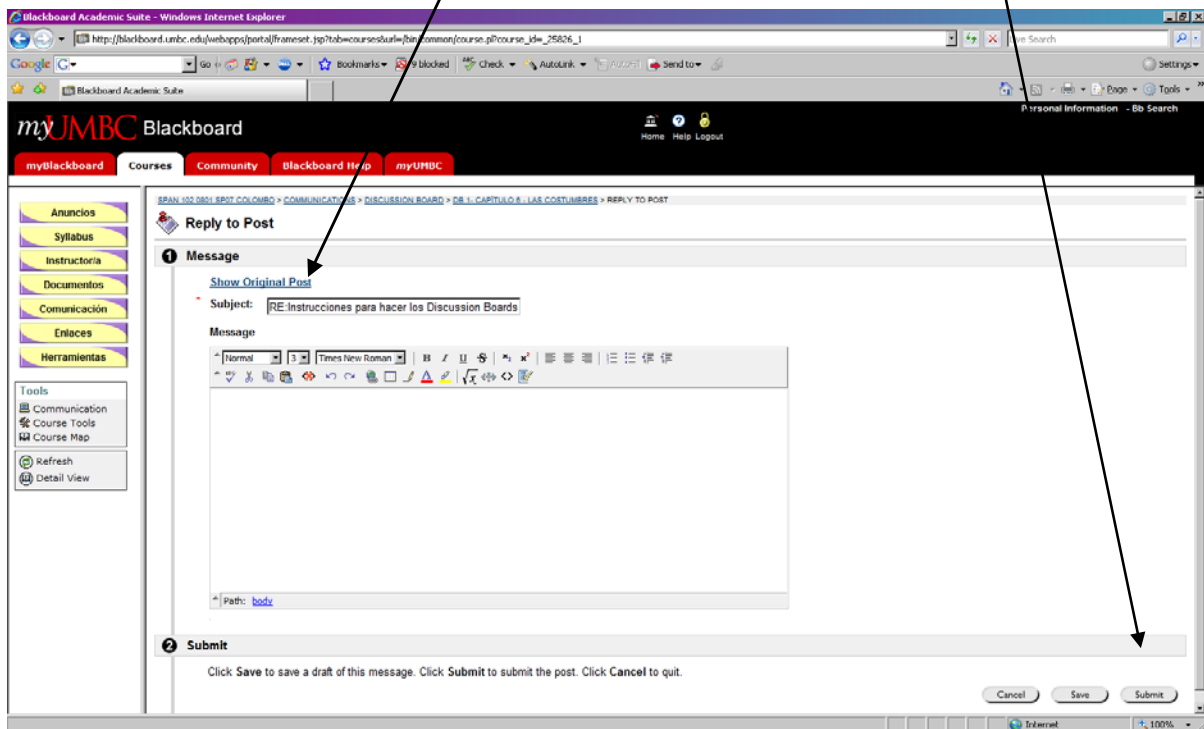 Blackboard Academic Suite - Windows Internet Explorer
http://blackboard.umbc.edu/webapps/portal/frameset.jsp?tab=courses&url=/bin/common/course.pl?course_id=_25826_1
Live Search
Google G
Go
Bookmarks
9 blocked
Check
AutoLink
AutoFill
Send to
Settings
Blackboard Academic Suite
Page
Tools
Personal Information - Bb Search
myUMBC Blackboard
Home Help Logout
myBlackboard Courses Community Blackboard Help myUMBC
SPAN 102 0801 SP07 COLOMBO > COMMUNICATIONS > DISCUSSION BOARD > DB 1: CAPÍTULO 6 - LAS COSTUMBRES > REPLY TO POST
Reply to Post
Anuncios
Syllabus
Instructor/a
Documentos
Comunicación
Enlaces
Herramientas
Tools
Communication
Course Tools
Course Map
Refresh
Detail View
1 Message
Show Original Post
* Subject: RE:Instrucciones para hacer los Discussion Boards
Message
Normal 3 Times New Roman B I U S
Path: body
2 Submit
Click Save to save a draft of this message. Click Submit to submit the post. Click Cancel to quit.
Cancel Save Submit
Internet 100%